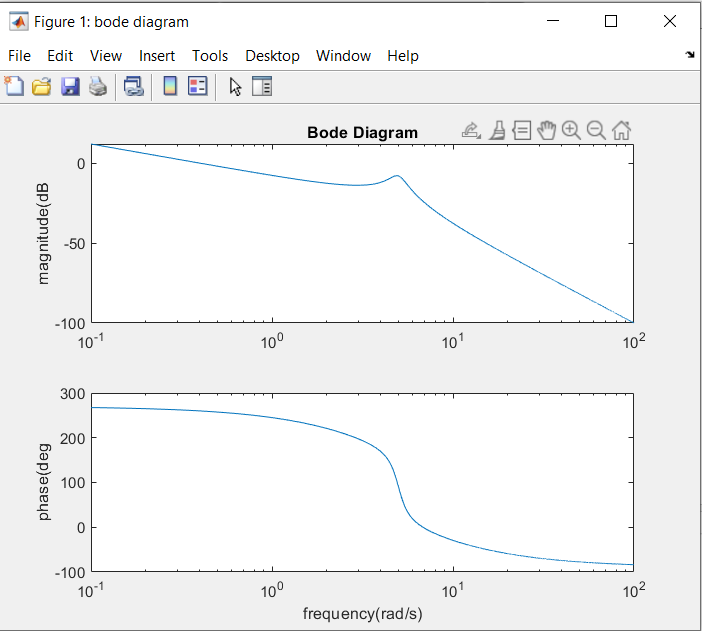 Figure 1: bode diagram
File Edit View Insert Tools Desktop Window Help
Bode Diagram
magnitude(dB
0
-50
-100
10^-1 10^0 10^1 10^2
phase(deg
300
200
100
0
-100
10^-1 10^0 10^1 10^2
frequency(rad/s)